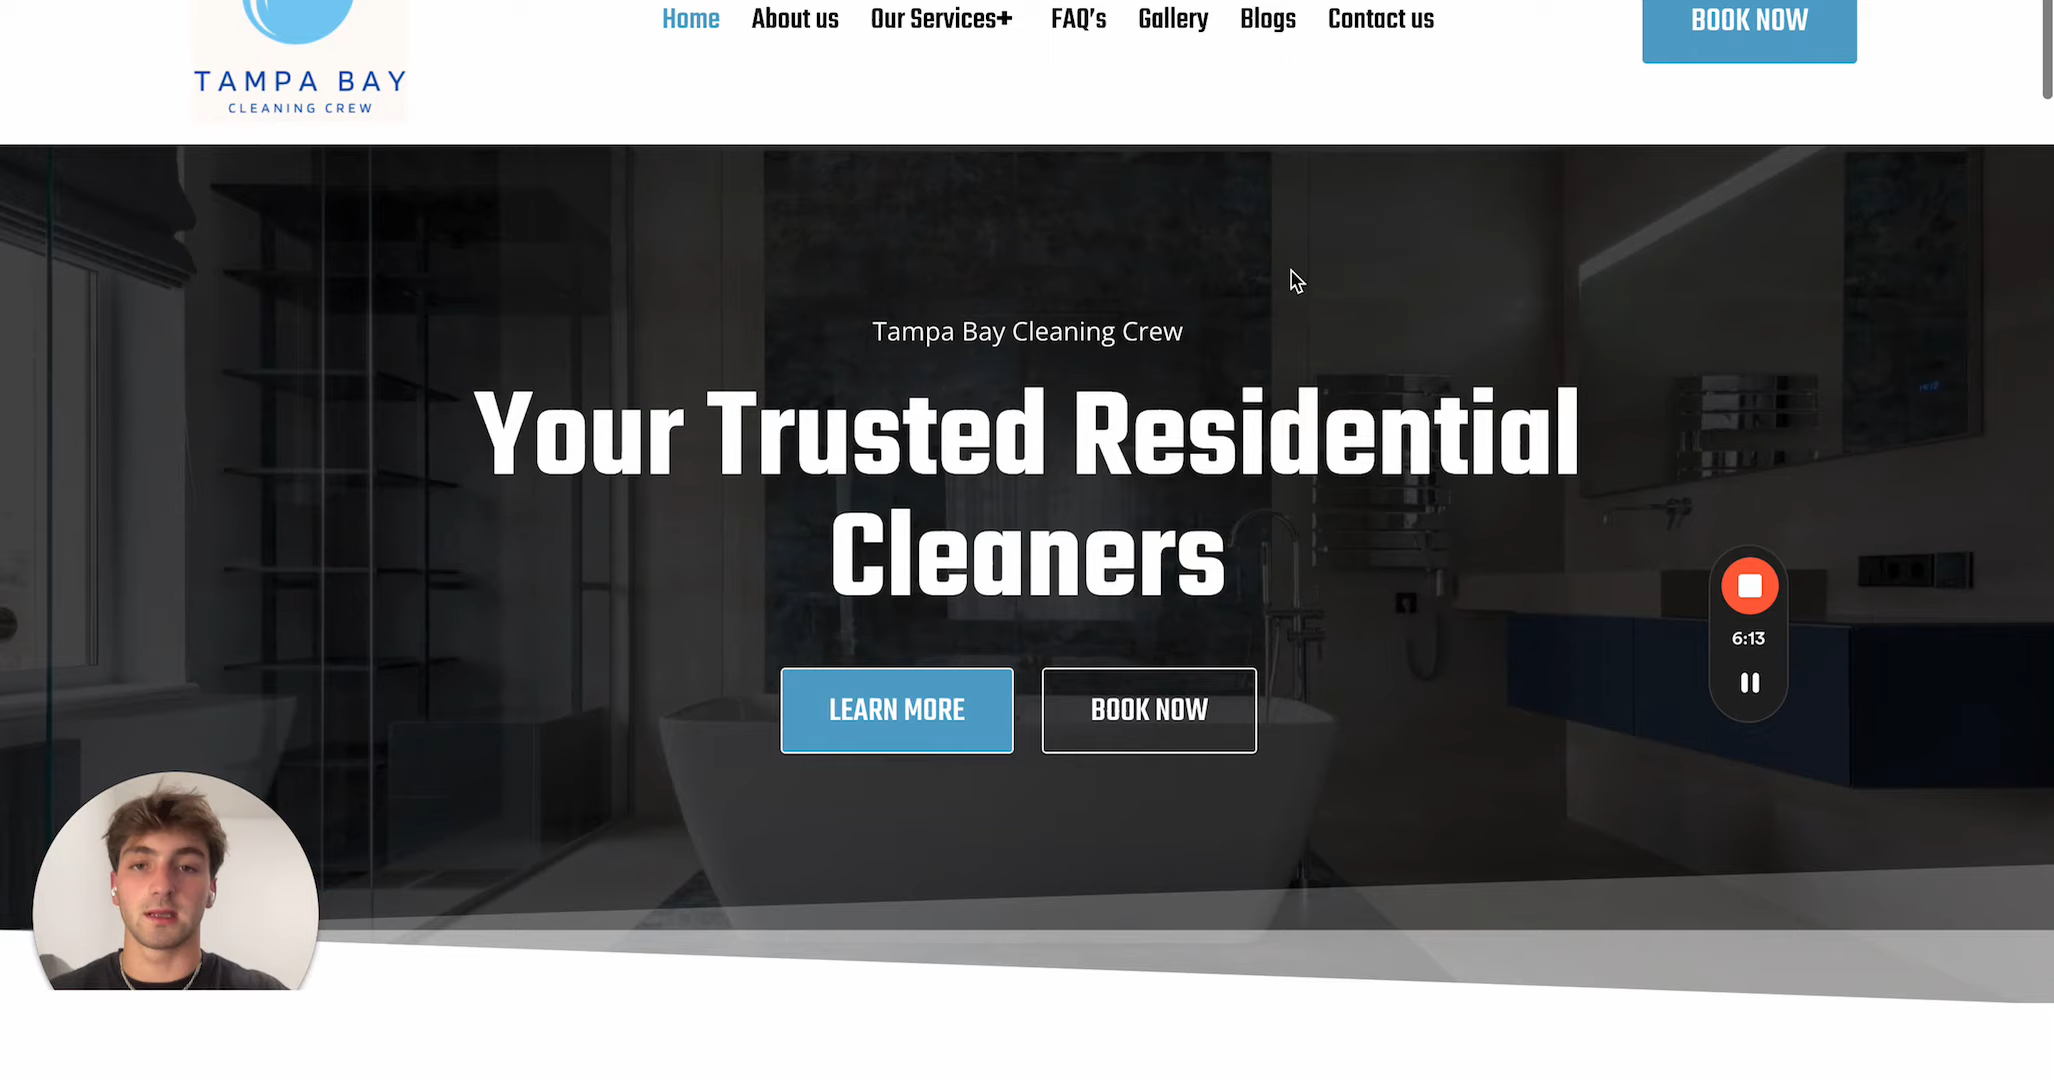 Home About us Our Services+ FAQ's Gallery Blogs Contact us BOOK NOW
TAMPA BAY
CLEANING CREW
Tampa Bay Cleaning Crew
Your Trusted Residential
Cleaners
LEARN MORE BOOK NOW
6:13